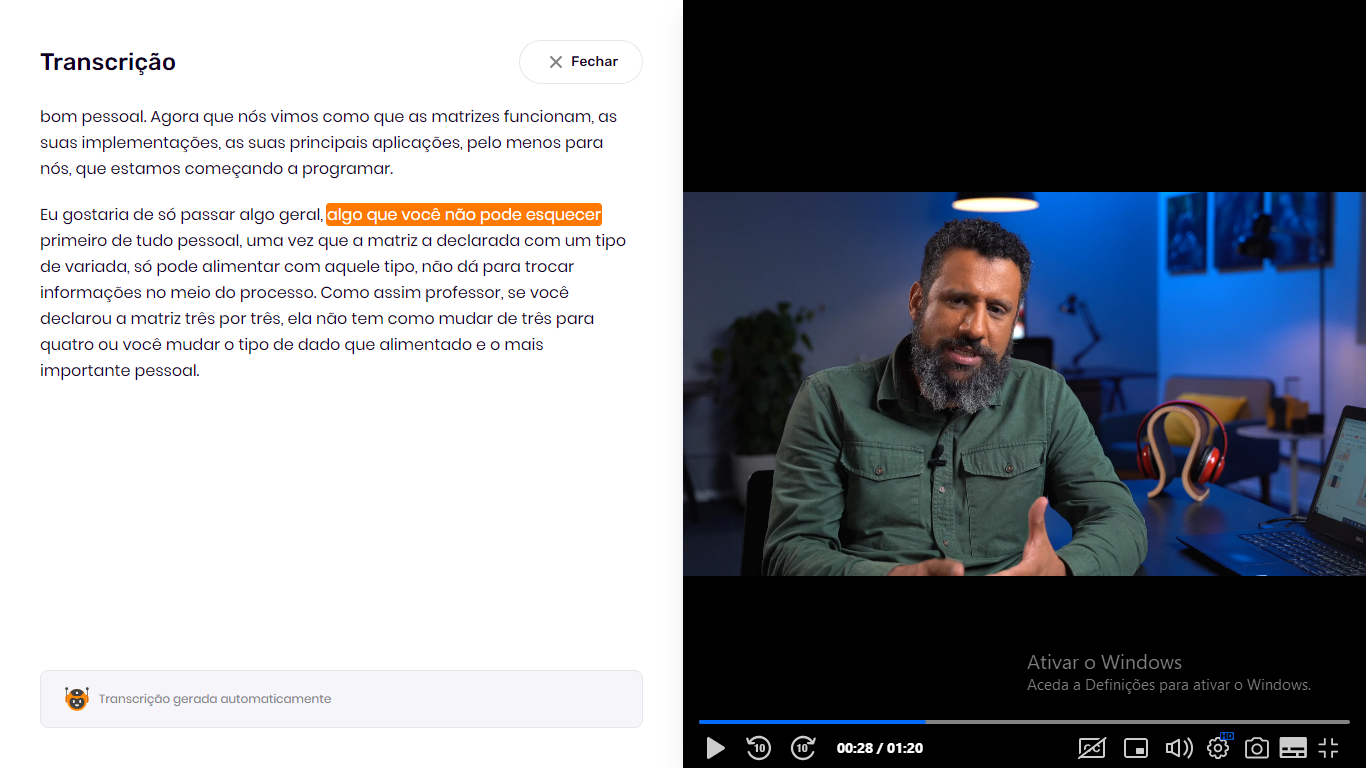 Transcrição
Fechar
bom pessoal. Agora que nós vimos como que as matrizes funcionam, as
suas implementações, as suas principais aplicações, pelo menos para
nós, que estamos começando a programar.
Eu gostaria de só passar algo geral, algo que você não pode esquecer
primeiro de tudo pessoal, uma vez que a matriz a declarada com um tipo
de variada, só pode alimentar com aquele tipo, não dá para trocar
informações no meio do processo. Como assim professor, se você
declarou a matriz três por três, ela não tem como mudar de três para
quatro ou você mudar o tipo de dado que alimentado e o mais
importante pessoal.
Transcrição gerada automaticamente
Ativar o Windows
Aceda a Definições para ativar o Windows.
10
10
00:28 / 01:20
CC
HD